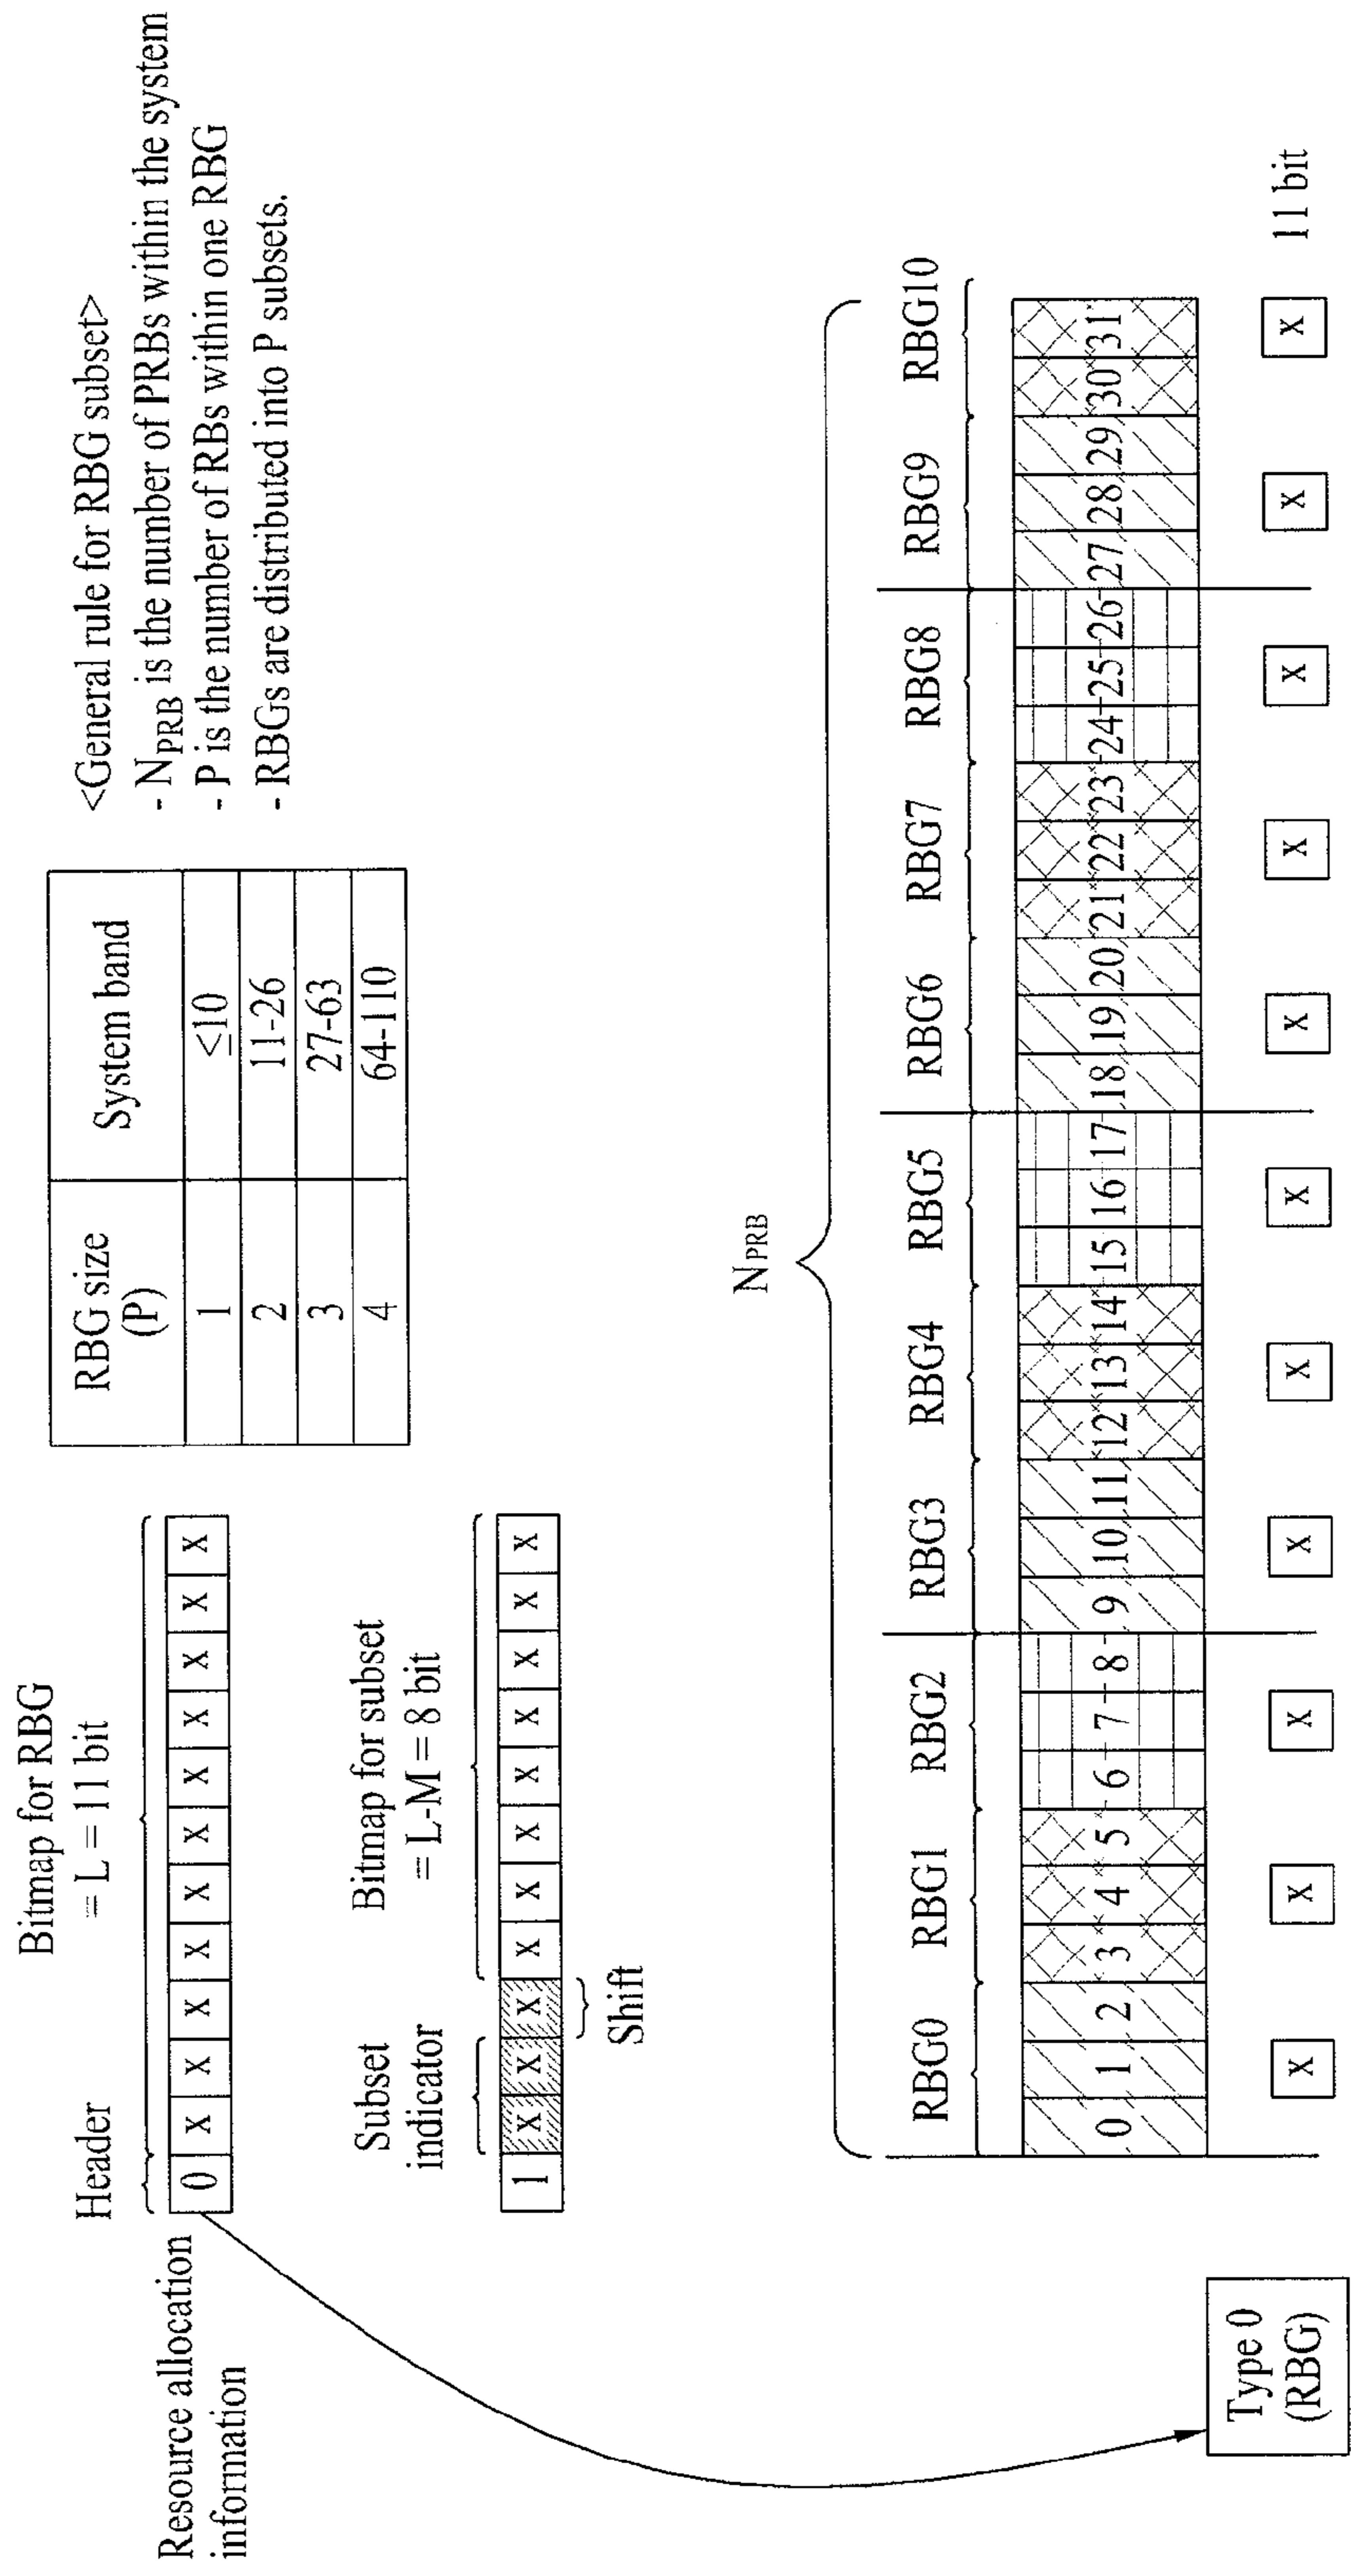 Resource allocation
information
Header
Bitmap for RBG
= L = 11 bit
0 X X X X X X X X X X X
Subset
indicator
Bitmap for subset
= L-M = 8 bit
1 X X X X X X X X X X X
Shift
RBG size
(P)
System band
1 ≤10
2 11-26
3 27-63
4 64-110
<General rule for RBG subset>
- NPRB is the number of PRBs within the system
- P is the number of RBs within one RBG
- RBGs are distributed into P subsets.
NPRB
RBG0 RBG1 RBG2 RBG3 RBG4 RBG5 RBG6 RBG7 RBG8 RBG9 RBG10
0 1 2 3 4 5 6 7 8 9 10 11 12 13 14 15 16 17 18 19 20 21 22 23 24 25 26 27 28 29 30 31
Type 0
(RBG)
X X X X X X X X X X X 11 bit